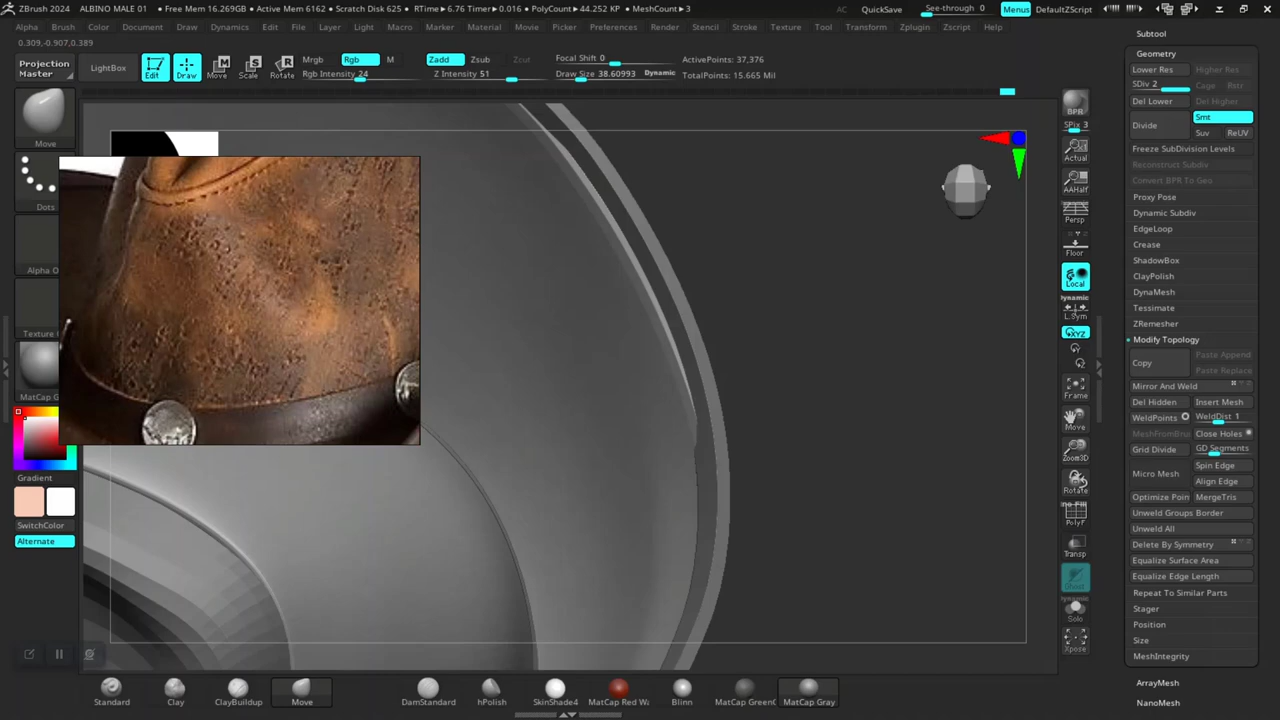 ZBrush 2024 ALBINO MALE 01 • Free Mem 16.269GB • Active Mem 6162 • Scratch Disk 625 • RTime▸6.76 Timer▸0.016 • PolyCount▸44.252 KP • MeshCount▸3 AC QuickSave See-through 0 Menus DefaultZScript
Alpha Brush Color Document Draw Dynamics Edit File Layer Light Macro Marker Material Movie Picker Preferences Render Stencil Stroke Texture Tool Transform Zplugin Zscript Help
0.309,-0.907,0.389
Projection Master
LightBox
Edit
Draw
Move
Scale
Rotate
Mrgb Rgb M
Rgb Intensity 24
Zadd Zsub Zcut
Z Intensity 51
Focal Shift 0
Draw Size 38.60993 Dynamic
ActivePoints: 37,376
TotalPoints: 15.665 Mil
Move
Dots
Alpha O
Texture
MatCap G
Gradient
SwitchColor
Alternate
BPR
SPix 3
Actual
AAHalf
Persp
Floor
Local
Dynamic
L.Sym
XYZ
Frame
Move
Zoom3D
Rotate
PolyF
Transp
Ghost
Dynamic
Solo
Xpose
Subtool
Geometry
Lower Res Higher Res
SDiv 2 Cage Rstr
Del Lower Del Higher
Divide Smt
Suv ReUV
Freeze SubDivision Levels
Reconstruct Subdiv
Convert BPR To Geo
Proxy Pose
Dynamic Subdiv
EdgeLoop
Crease
ShadowBox
ClayPolish
DynaMesh
Tessimate
ZRemesher
Modify Topology
Copy Paste Append
Paste Replace
Mirror And Weld
Del Hidden Insert Mesh
WeldPoints WeldDist 1
MeshFromBru Close Holes
Grid Divide GD Segments
Micro Mesh Spin Edge
Align Edge
Optimize Poin MergeTris
Unweld Groups Border
Unweld All
Delete By Symmetry
Equalize Surface Area
Equalize Edge Length
Repeat To Similar Parts
Stager
Position
Size
MeshIntegrity
ArrayMesh
NanoMesh
Standard Clay ClayBuildup Move DamStandard hPolish SkinShade4 MatCap Red Wa Blinn MatCap GreenC MatCap Gray